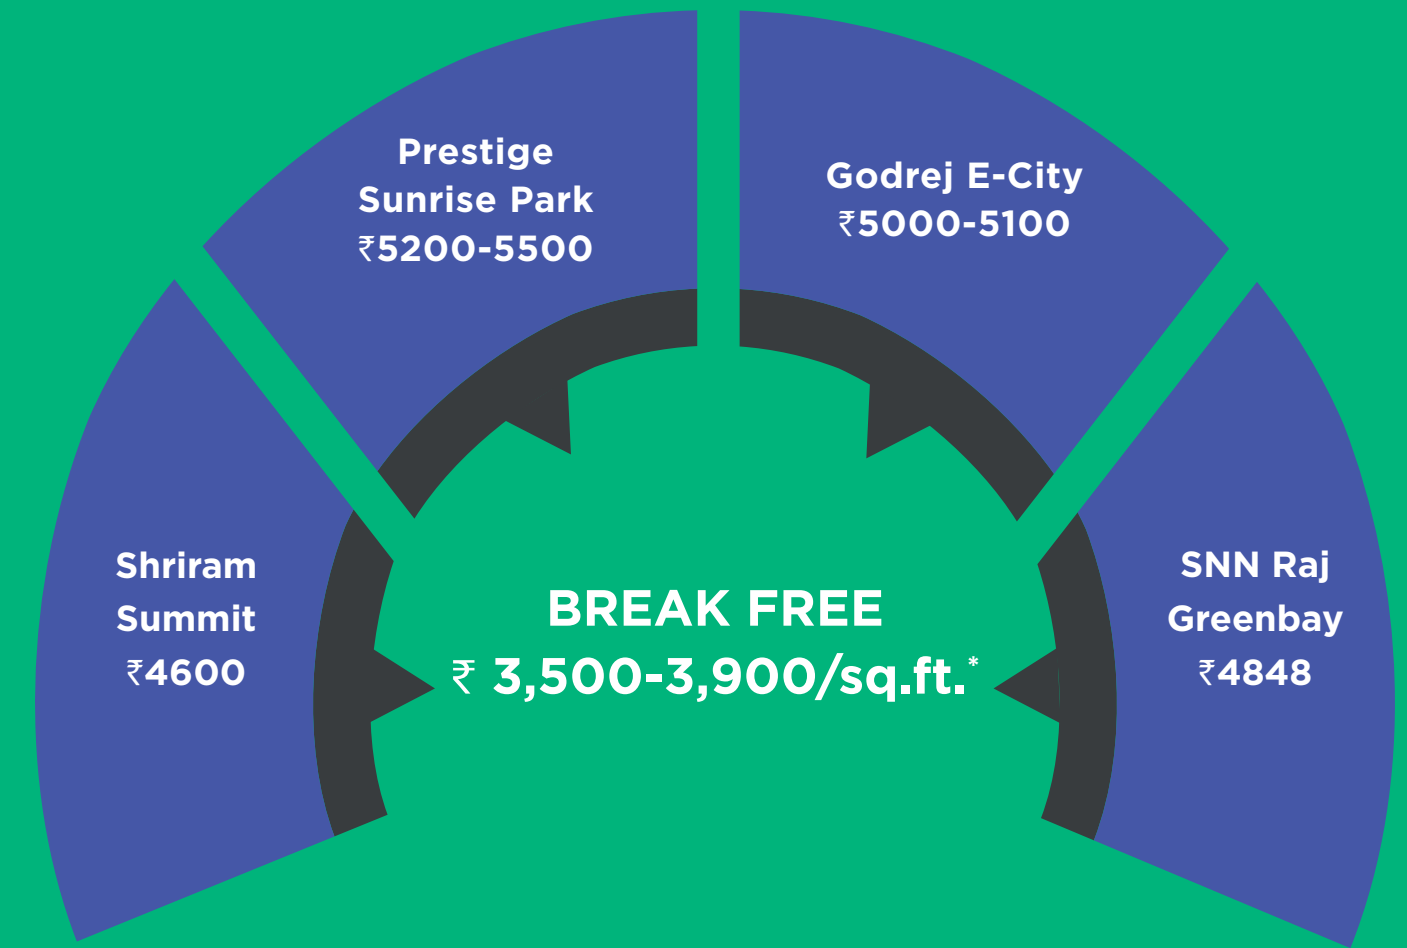 Prestige
Sunrise Park
₹5200-5500
Godrej E-City
₹5000-5100
Shriram
Summit
₹4600
BREAK FREE
₹ 3,500-3,900/sq.ft.*
SNN Raj
Greenbay
₹4848